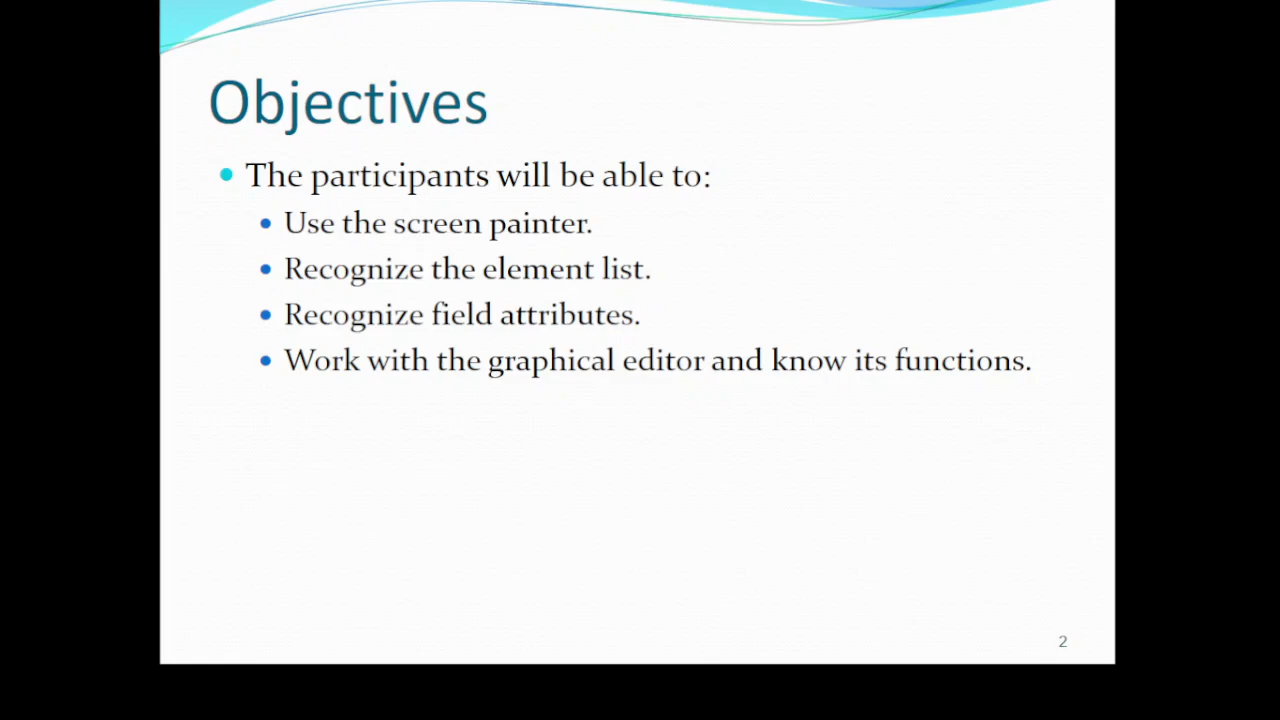 Objectives
The participants will be able to:
Use the screen painter.
Recognize the element list.
Recognize field attributes.
Work with the graphical editor and know its functions.
2